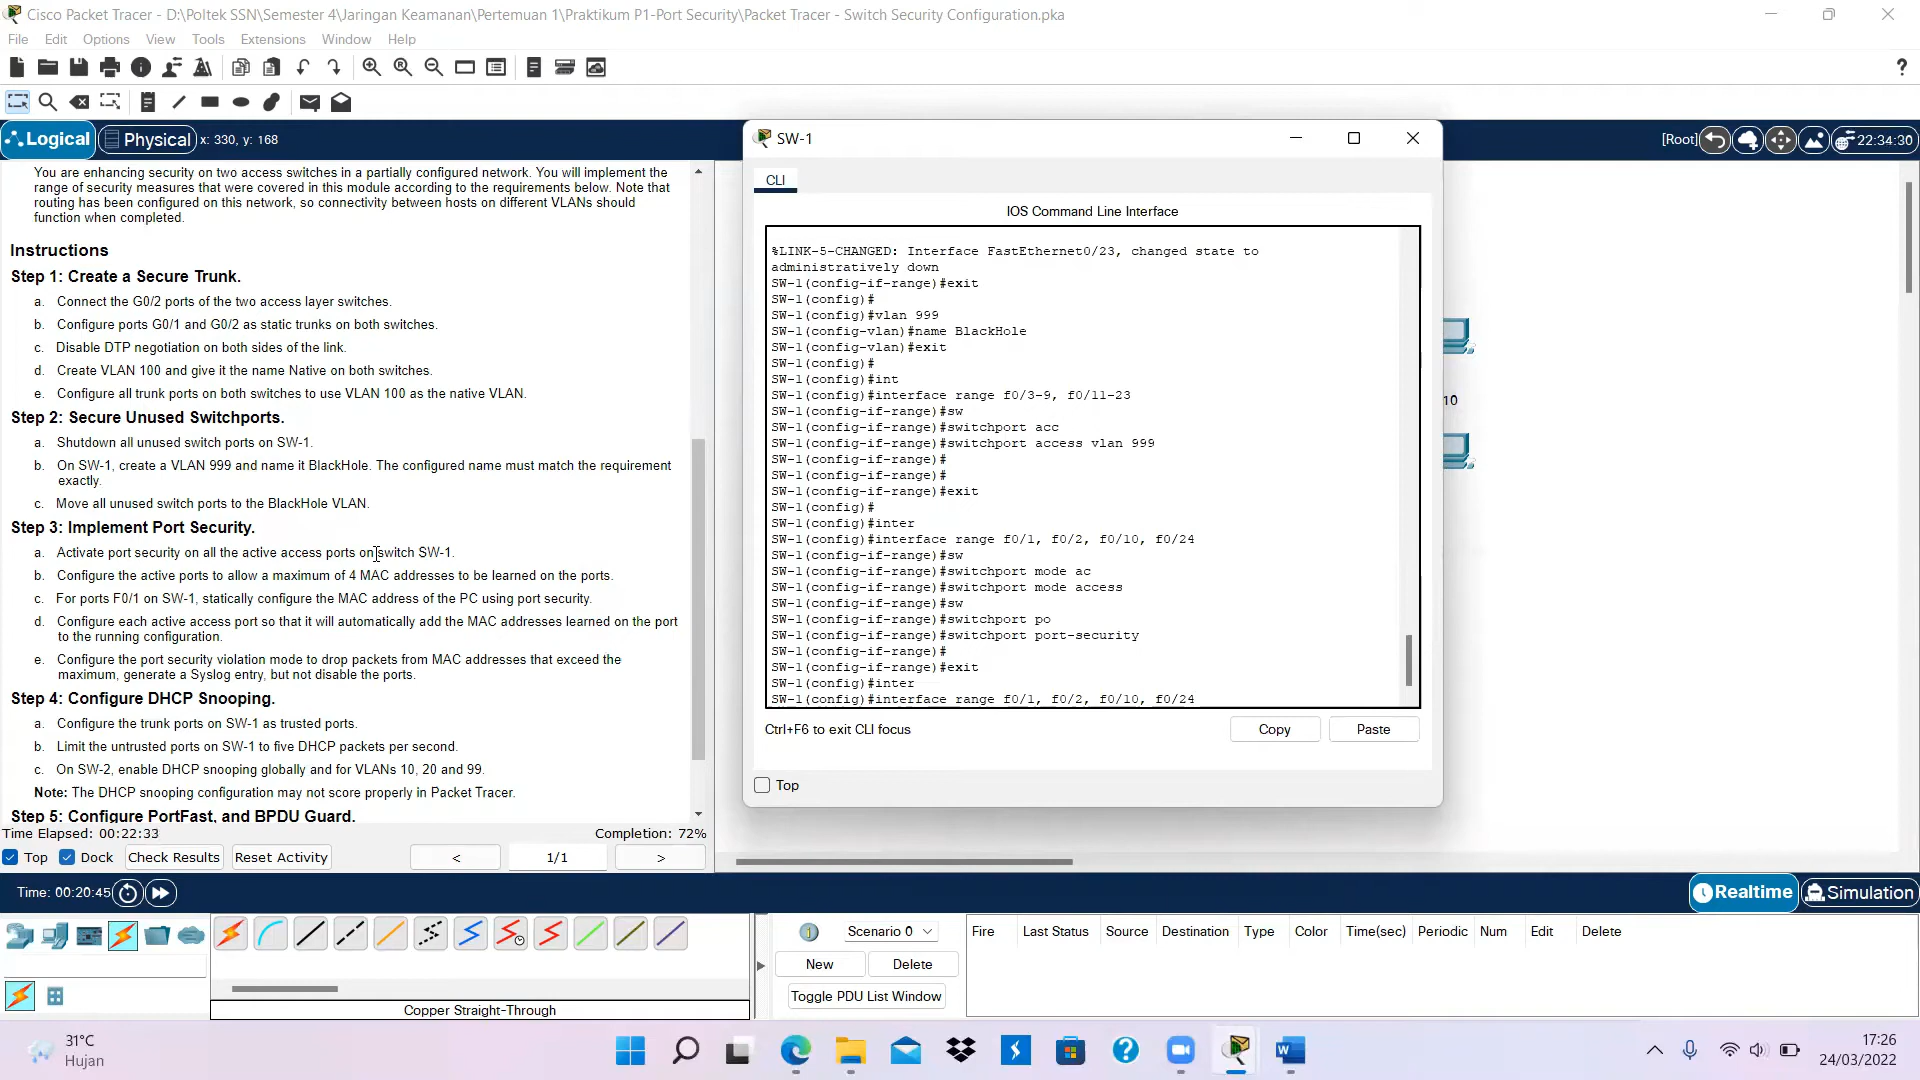 Cisco Packet Tracer - D:\Poltek SSN\Semester 4\Jaringan Keamanan\Pertemuan 1\Praktikum P1-Port Security\Packet Tracer - Switch Security Configuration.pka
File Edit Options View Tools Extensions Window Help
?
Logical Physical x: 330, y: 168
[Root] 22:34:30
You are enhancing security on two access switches in a partially configured network. You will implement the
range of security measures that were covered in this module according to the requirements below. Note that
routing has been configured on this network, so connectivity between hosts on different VLANs should
function when completed.
Instructions
Step 1: Create a Secure Trunk.
a. Connect the G0/2 ports of the two access layer switches.
b. Configure ports G0/1 and G0/2 as static trunks on both switches.
c. Disable DTP negotiation on both sides of the link.
d. Create VLAN 100 and give it the name Native on both switches.
e. Configure all trunk ports on both switches to use VLAN 100 as the native VLAN.
Step 2: Secure Unused Switchports.
a. Shutdown all unused switch ports on SW-1.
b. On SW-1, create a VLAN 999 and name it BlackHole. The configured name must match the requirement
exactly.
c. Move all unused switch ports to the BlackHole VLAN.
Step 3: Implement Port Security.
a. Activate port security on all the active access ports on switch SW-1.
b. Configure the active ports to allow a maximum of 4 MAC addresses to be learned on the ports.
c. For ports F0/1 on SW-1, statically configure the MAC address of the PC using port security.
d. Configure each active access port so that it will automatically add the MAC addresses learned on the port
to the running configuration.
e. Configure the port security violation mode to drop packets from MAC addresses that exceed the
maximum, generate a Syslog entry, but not disable the ports.
Step 4: Configure DHCP Snooping.
a. Configure the trunk ports on SW-1 as trusted ports.
b. Limit the untrusted ports on SW-1 to five DHCP packets per second.
c. On SW-2, enable DHCP snooping globally and for VLANs 10, 20 and 99.
Note: The DHCP snooping configuration may not score properly in Packet Tracer.
Step 5: Configure PortFast, and BPDU Guard.
Time Elapsed: 00:22:33 Completion: 72%
Top Dock Check Results Reset Activity < 1/1 >
SW-1
CLI
IOS Command Line Interface
%LINK-5-CHANGED: Interface FastEthernet0/23, changed state to
administratively down
SW-1(config-if-range)#exit
SW-1(config)#
SW-1(config)#vlan 999
SW-1(config-vlan)#name BlackHole
SW-1(config-vlan)#exit
SW-1(config)#
SW-1(config)#int
SW-1(config)#interface range f0/3-9, f0/11-23
SW-1(config-if-range)#sw
SW-1(config-if-range)#switchport acc
SW-1(config-if-range)#switchport access vlan 999
SW-1(config-if-range)#
SW-1(config-if-range)#
SW-1(config-if-range)#exit
SW-1(config)#
SW-1(config)#inter
SW-1(config)#interface range f0/1, f0/2, f0/10, f0/24
SW-1(config-if-range)#sw
SW-1(config-if-range)#switchport mode ac
SW-1(config-if-range)#switchport mode access
SW-1(config-if-range)#sw
SW-1(config-if-range)#switchport po
SW-1(config-if-range)#switchport port-security
SW-1(config-if-range)#
SW-1(config-if-range)#exit
SW-1(config)#inter
SW-1(config)#interface range f0/1, f0/2, f0/10, f0/24
Ctrl+F6 to exit CLI focus
Copy Paste
Top
10
Time: 00:20:45
Realtime Simulation
Copper Straight-Through
Scenario 0
New Delete
Toggle PDU List Window
Fire Last Status Source Destination Type Color Time(sec) Periodic Num Edit Delete
31°C
Hujan
17:26
24/03/2022